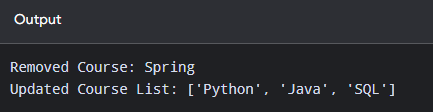 Output
Removed Course: Spring
Updated Course List: ['Python', 'Java', 'SQL']